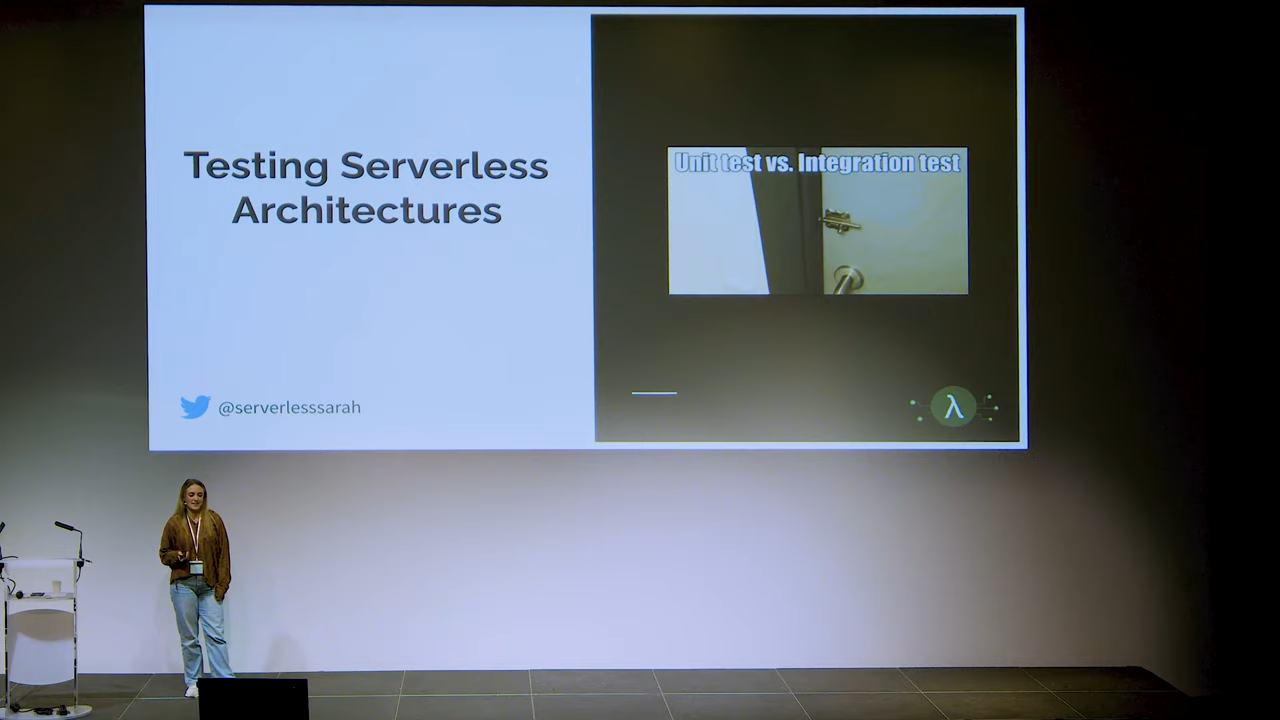 Testing Serverless
Architectures
Unit test vs. Integration test
@serverlesssarah
λ